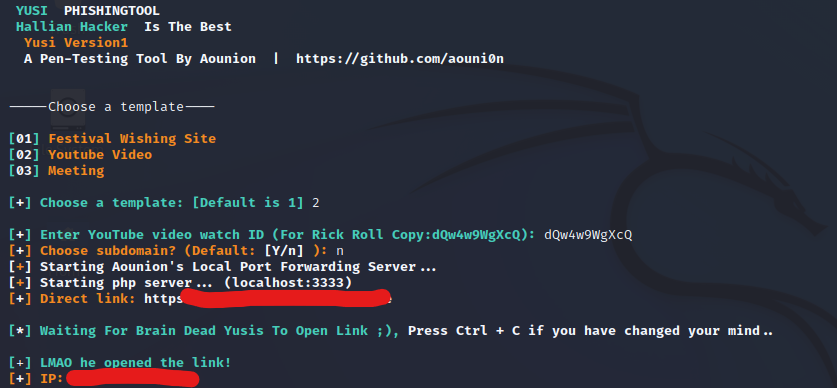 YUSI PHISHINGTOOL
Hallian Hacker Is The Best
Yusi Version1
A Pen-Testing Tool By Aounion | https://github.com/aouni0n
-----Choose a template----
[01] Festival Wishing Site
[02] Youtube Video
[03] Meeting
[+] Choose a template: [Default is 1] 2
[+] Enter YouTube video watch ID (For Rick Roll Copy:dQw4w9WgXcQ): dQw4w9WgXcQ
[+] Choose subdomain? (Default: [Y/n] ): n
[+] Starting Aounion's Local Port Forwarding Server...
[+] Starting php server... (localhost:3333)
[+] Direct link: https
[*] Waiting For Brain Dead Yusis To Open Link ;), Press Ctrl + C if you have changed your mind..
[+] LMAO he opened the link!
[+] IP: